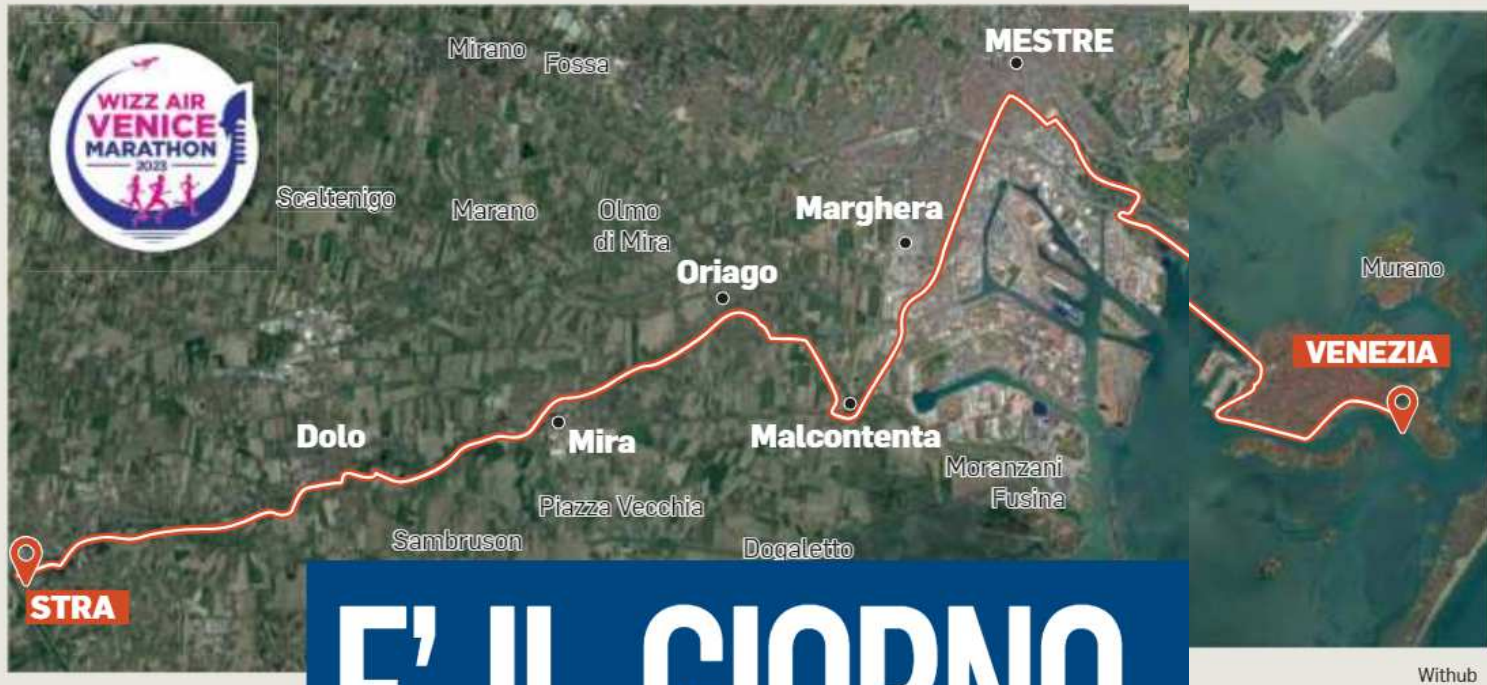 WIZZ AIR
VENICE
MARATHON
2023
Mirano
Fossa
MESTRE
Scaltenigo
Marano
Olmo
di Mira
Marghera
Oriago
Murano
VENEZIA
Dolo
Mira
Malcontenta
Moranzani
Fusina
Piazza Vecchia
Sambruson
Dogaletto
STRA
E' IL GIORNO
Withub